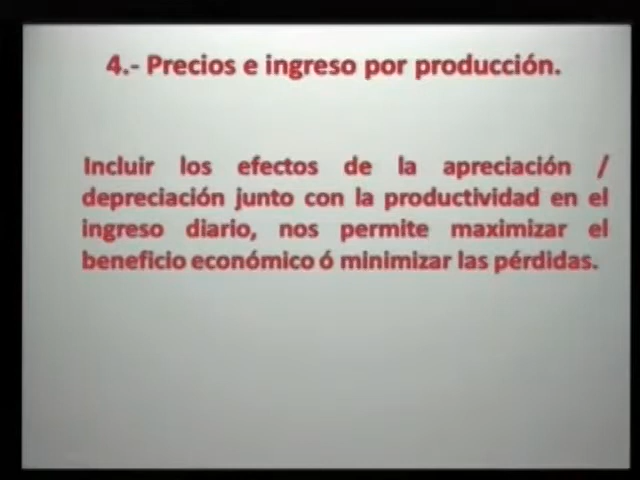 4.- Precios e ingreso por producción.
Incluir los efectos de la apreciación /
depreciación junto con la productividad en el
ingreso diario, nos permite maximizar el
beneficio económico ó minimizar las pérdidas.